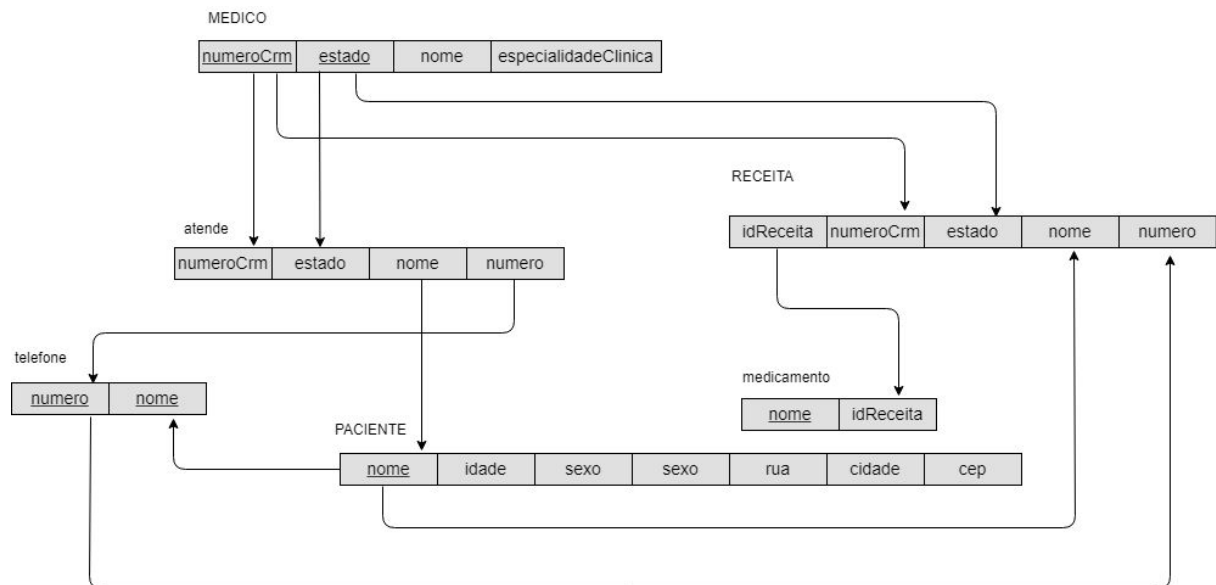 MEDICO
numeroCrm estado nome especialidadeClinica
RECEITA
idReceita numeroCrm estado nome numero
atende
numeroCrm estado nome numero
telefone
numero nome
medicamento
nome idReceita
PACIENTE
nome idade sexo sexo rua cidade cep